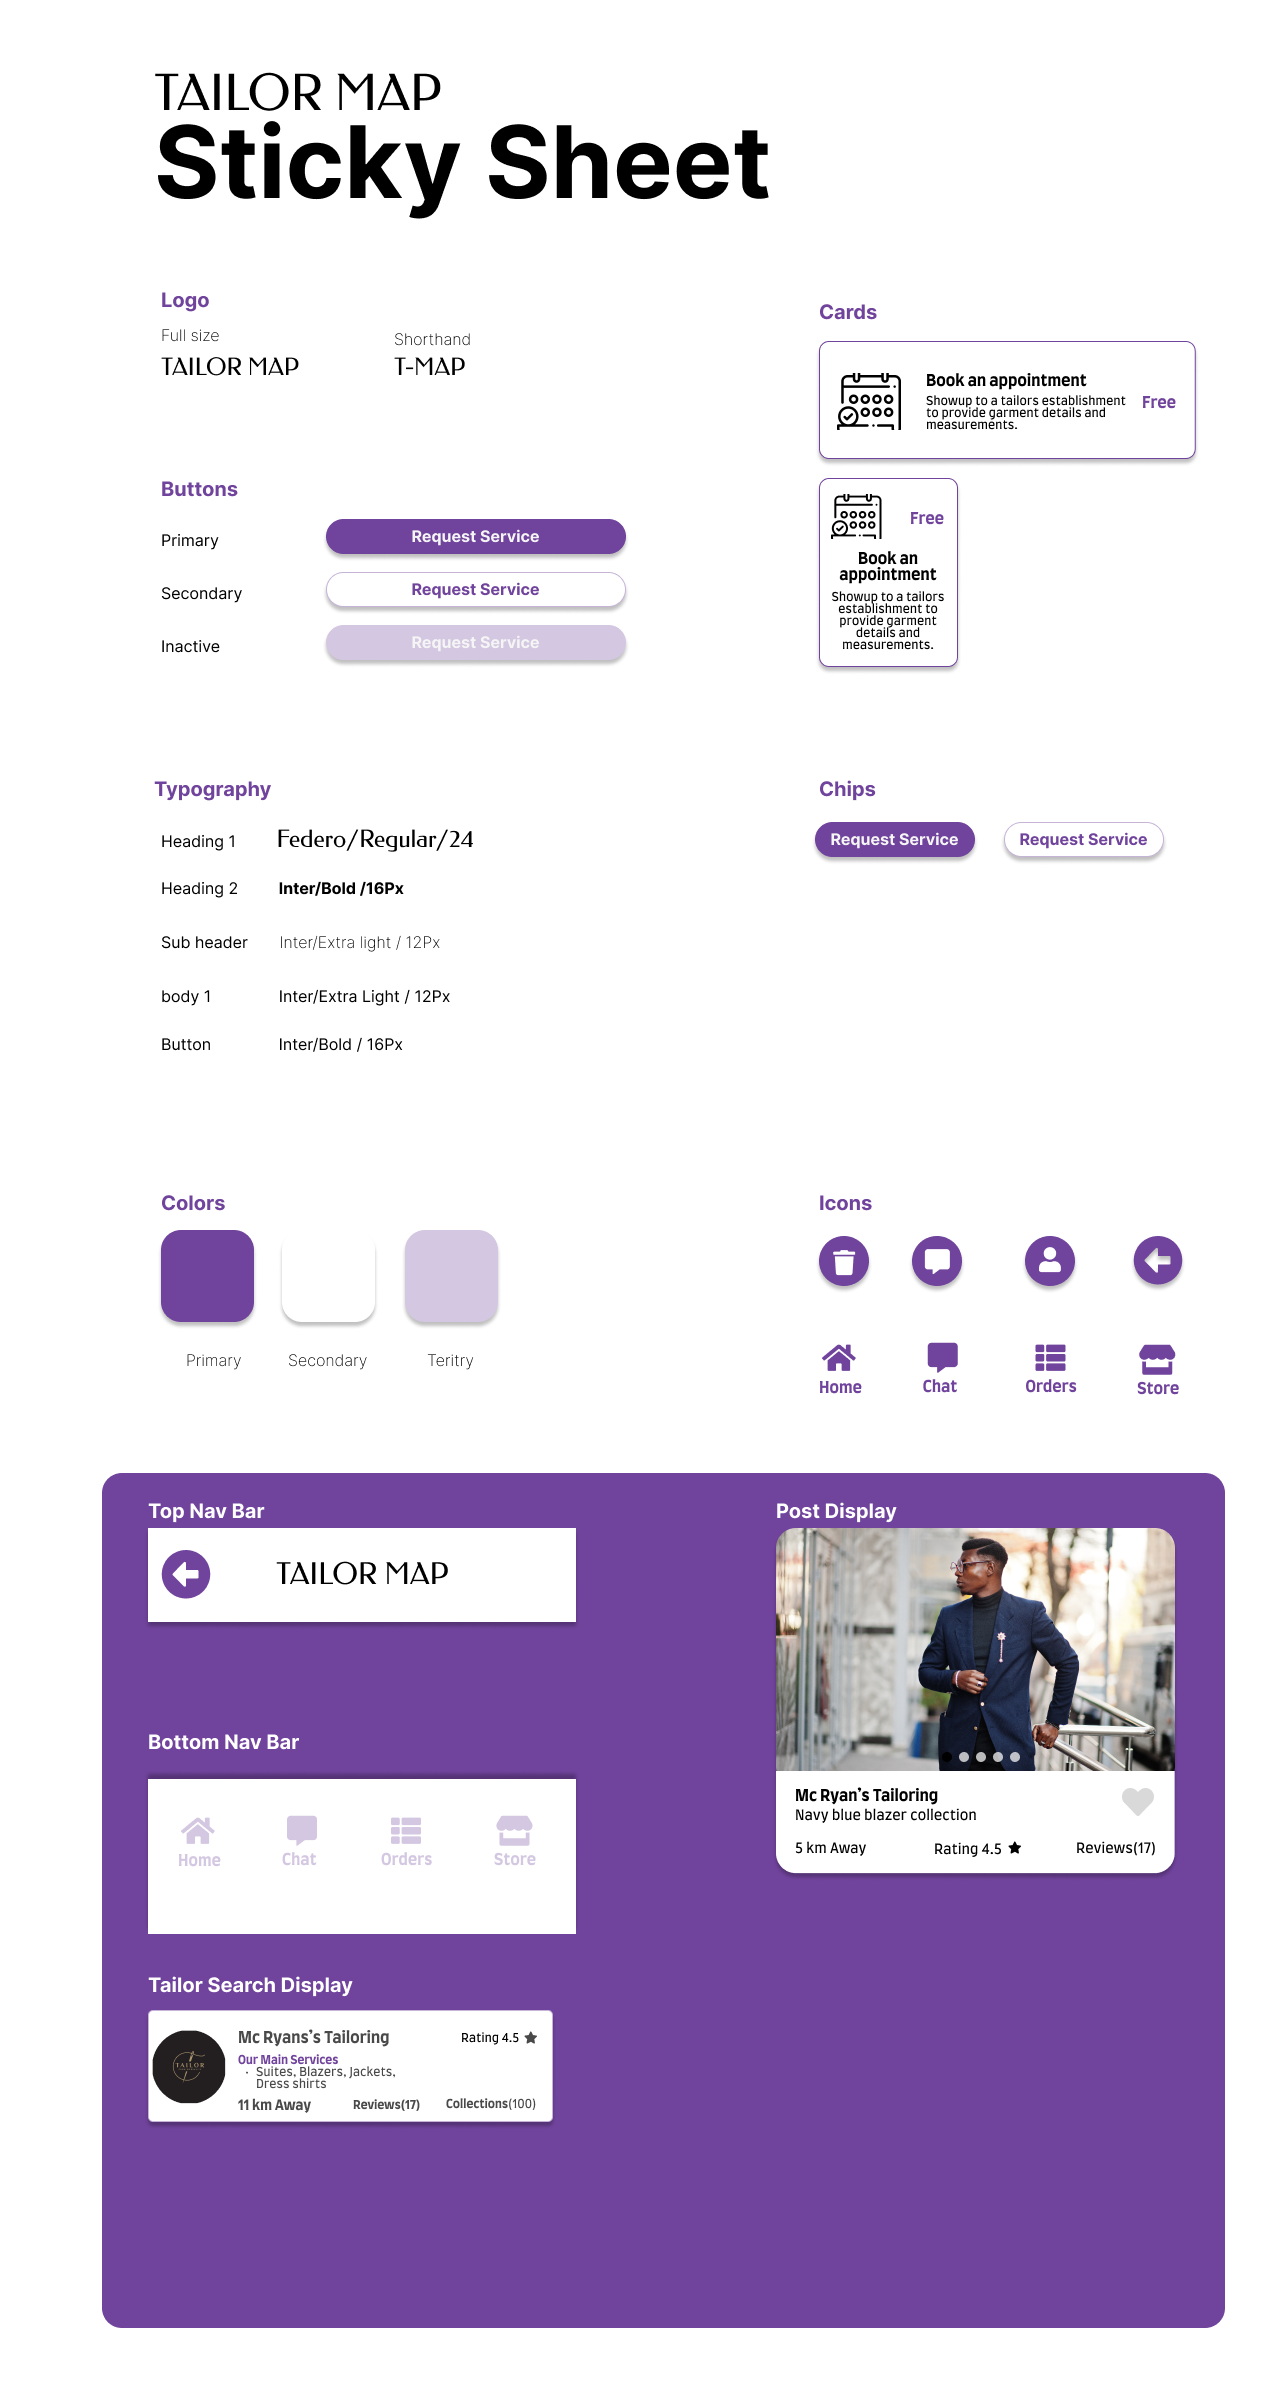 TAILOR MAP
Sticky Sheet
Logo
Full size
TAILOR MAP
Shorthand
T-MAP
Buttons
Primary
Request Service
Secondary
Request Service
Inactive
Request Service
Cards
Book an appointment
Showup to a tailors establishment
to provide garment details and
measurements.
Free
Free
Book an
appointment
Showup to a tailors
establishment to
provide garment
details and
measurements.
Typography
Heading 1 Federo/Regular/24
Heading 2 Inter/Bold /16Px
Sub header Inter/Extra light / 12Px
body 1 Inter/Extra Light / 12Px
Button Inter/Bold / 16Px
Chips
Request Service Request Service
Colors
Primary Secondary Teritry
Icons
Home Chat Orders Store
Top Nav Bar
TAILOR MAP
Bottom Nav Bar
Home Chat Orders Store
Tailor Search Display
TAILOR
Mc Ryans's Tailoring
Rating 4.5
Our Main Services
· Suites, Blazers, Jackets,
Dress shirts
11 km Away Reviews(17) Collections(100)
Post Display
Mc Ryan's Tailoring
Navy blue blazer collection
5 km Away Rating 4.5 Reviews(17)